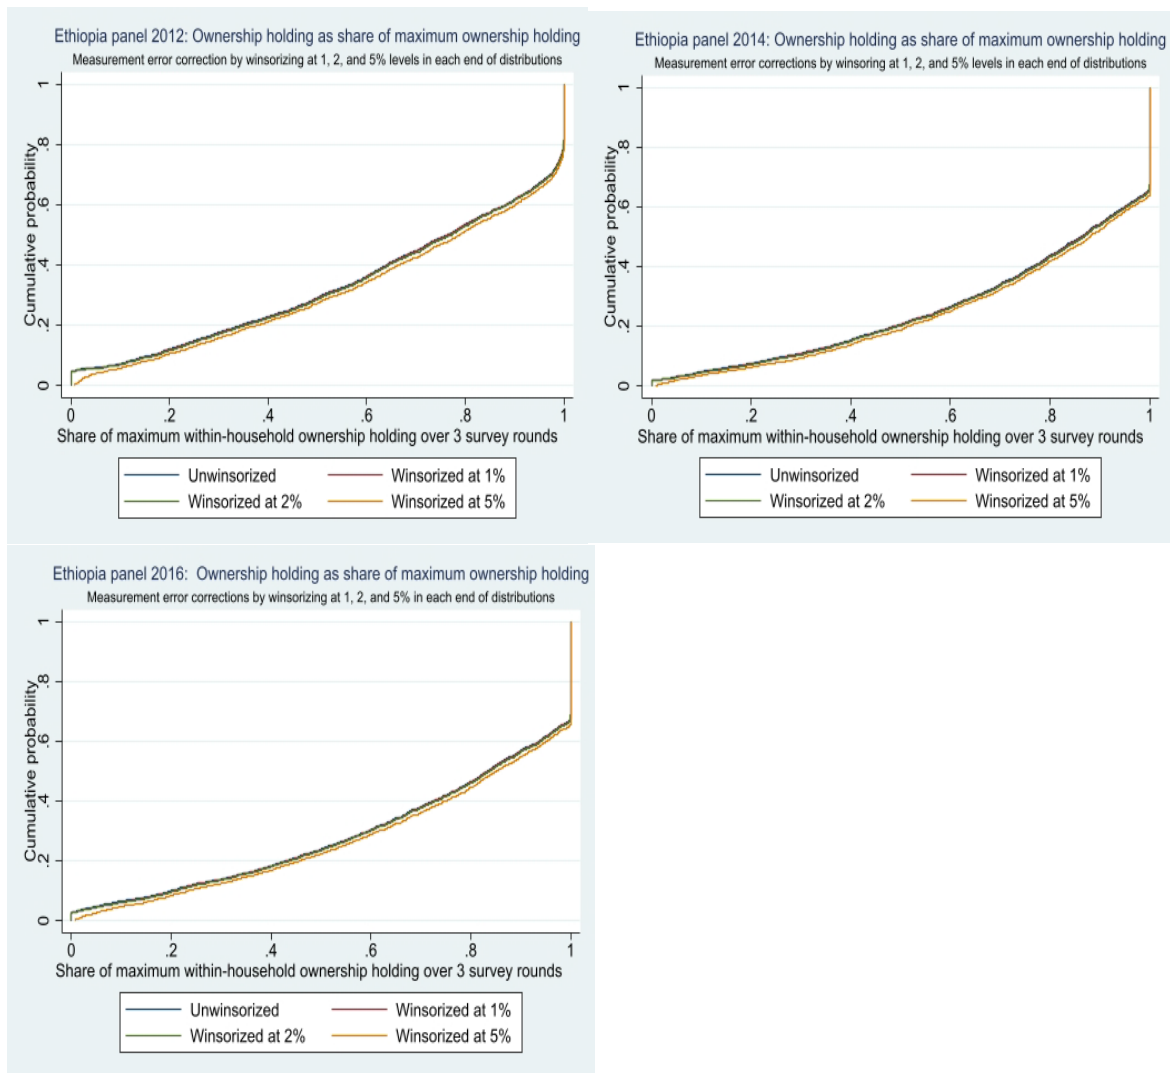 Ethiopia panel 2012: Ownership holding as share of maximum ownership holding
Measurement error correction by winsorizing at 1, 2, and 5% levels in each end of distributions
Cumulative probability
1
.8
.6
.4
.2
0
0 .2 .4 .6 .8 1
Share of maximum within-household ownership holding over 3 survey rounds
Unwinsorized Winsorized at 1%
Winsorized at 2% Winsorized at 5%
Ethiopia panel 2014: Ownership holding as share of maximum ownership holding
Measurement error corrections by winsoring at 1, 2, and 5% levels in each end of distributions
Cumulative probability
1
.8
.6
.4
.2
0
0 .2 .4 .6 .8 1
Share of maximum within-household ownership holding over 3 survey rounds
Unwinsorized Winsorized at 1%
Winsorized at 2% Winsorized at 5%
Ethiopia panel 2016: Ownership holding as share of maximum ownership holding
Measurement error corrections by winsorizing at 1, 2, and 5% in each end of distributions
Cumulative probability
1
.8
.6
.4
.2
0
0 .2 .4 .6 .8 1
Share of maximum within-household ownership holding over 3 survey rounds
Unwinsorized Winsorized at 1%
Winsorized at 2% Winsorized at 5%